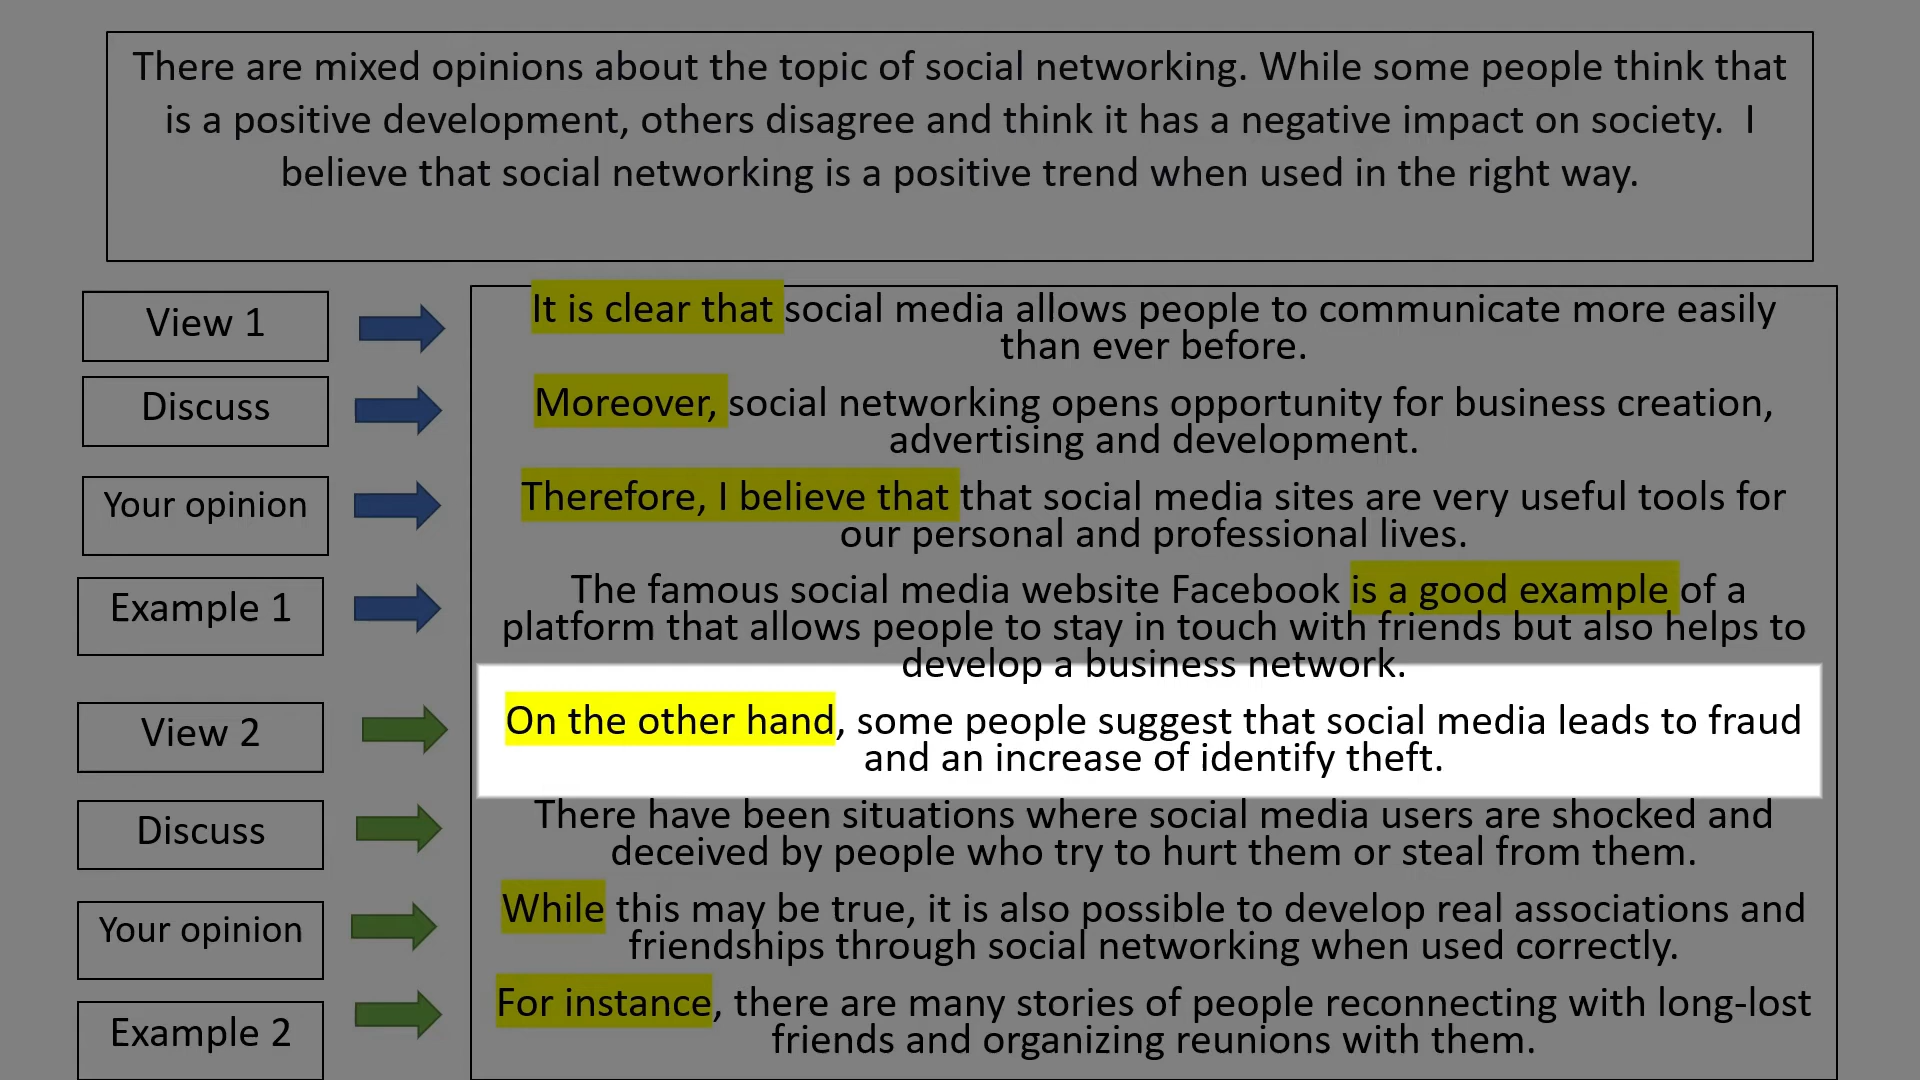 There are mixed opinions about the topic of social networking. While some people think that
is a positive development, others disagree and think it has a negative impact on society.  I
believe that social networking is a positive trend when used in the right way.
View 1
It is clear that social media allows people to communicate more easily
than ever before.
Discuss
Moreover, social networking opens opportunity for business creation,
advertising and development.
Your opinion
Therefore, I believe that that social media sites are very useful tools for
our personal and professional lives.
Example 1
The famous social media website Facebook is a good example of a
platform that allows people to stay in touch with friends but also helps to
develop a business network.
View 2
On the other hand, some people suggest that social media leads to fraud
and an increase of identify theft.
Discuss
There have been situations where social media users are shocked and
deceived by people who try to hurt them or steal from them.
Your opinion
While this may be true, it is also possible to develop real associations and
friendships through social networking when used correctly.
Example 2
For instance, there are many stories of people reconnecting with long-lost
friends and organizing reunions with them.